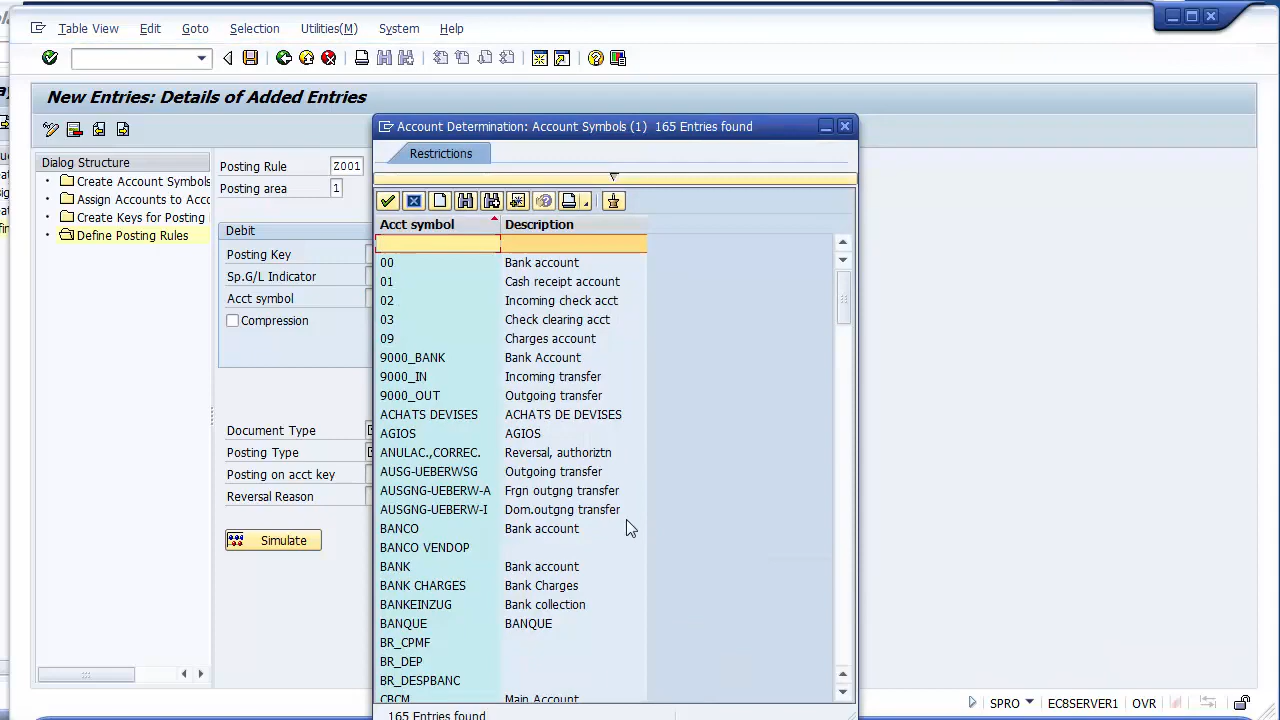 Table View Edit Goto Selection Utilities(M) System Help
New Entries: Details of Added Entries
Dialog Structure
Create Account Symbols
Assign Accounts to Acco
Create Keys for Posting
Define Posting Rules
Posting Rule Z001
Posting area 1
Debit
Posting Key
Sp.G/L Indicator
Acct symbol
Compression
Document Type
Posting Type
Posting on acct key
Reversal Reason
Simulate
Account Determination: Account Symbols (1) 165 Entries found
Restrictions
Acct symbol Description
00 Bank account
01 Cash receipt account
02 Incoming check acct
03 Check clearing acct
09 Charges account
9000_BANK Bank Account
9000_IN Incoming transfer
9000_OUT Outgoing transfer
ACHATS DEVISES ACHATS DE DEVISES
AGIOS AGIOS
ANULAC.,CORREC. Reversal, authoriztn
AUSG-UEBERWSG Outgoing transfer
AUSGNG-UEBERW-A Frgn outgng transfer
AUSGNG-UEBERW-I Dom.outgng transfer
BANCO Bank account
BANCO VENDOP
BANK Bank account
BANK CHARGES Bank Charges
BANKEINZUG Bank collection
BANQUE BANQUE
BR_CPMF
BR_DEP
BR_DESPBANC
CBCM Main Account
165 Entries found
SPRO EC8SERVER1 OVR